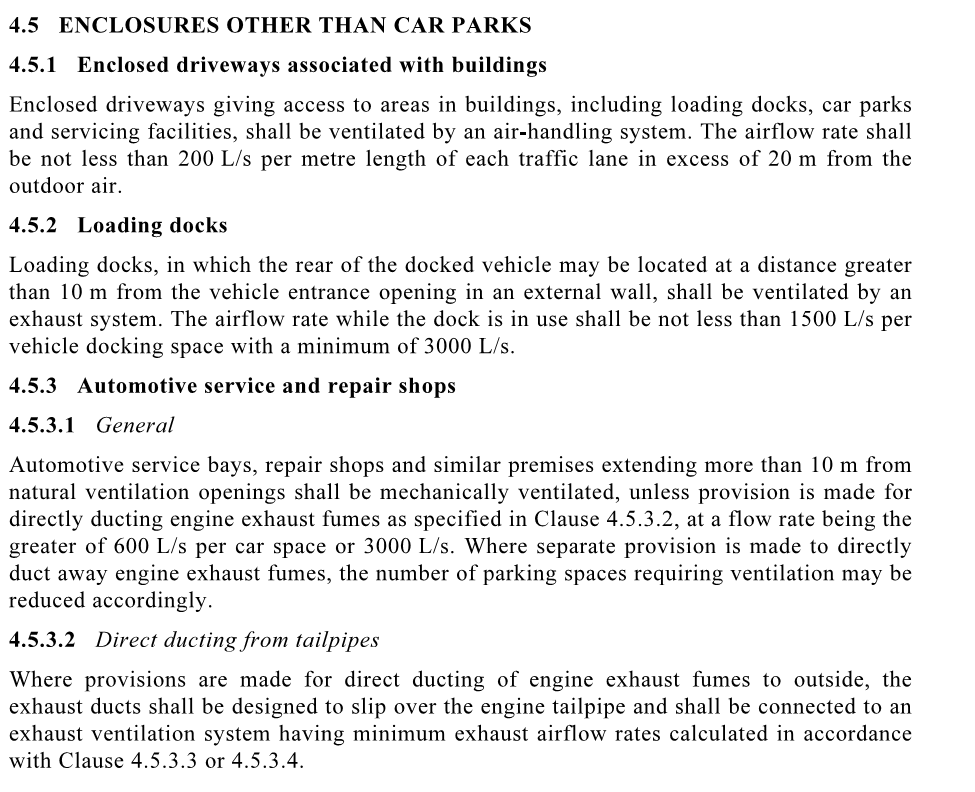 4.5 ENCLOSURES OTHER THAN CAR PARKS
4.5.1 Enclosed driveways associated with buildings
Enclosed driveways giving access to areas in buildings, including loading docks, car parks
and servicing facilities, shall be ventilated by an air-handling system. The airflow rate shall
be not less than 200 L/s per metre length of each traffic lane in excess of 20 m from the
outdoor air.
4.5.2 Loading docks
Loading docks, in which the rear of the docked vehicle may be located at a distance greater
than 10 m from the vehicle entrance opening in an external wall, shall be ventilated by an
exhaust system. The airflow rate while the dock is in use shall be not less than 1500 L/s per
vehicle docking space with a minimum of 3000 L/s.
4.5.3 Automotive service and repair shops
4.5.3.1 General
Automotive service bays, repair shops and similar premises extending more than 10 m from
natural ventilation openings shall be mechanically ventilated, unless provision is made for
directly ducting engine exhaust fumes as specified in Clause 4.5.3.2, at a flow rate being the
greater of 600 L/s per car space or 3000 L/s. Where separate provision is made to directly
duct away engine exhaust fumes, the number of parking spaces requiring ventilation may be
reduced accordingly.
4.5.3.2 Direct ducting from tailpipes
Where provisions are made for direct ducting of engine exhaust fumes to outside, the
exhaust ducts shall be designed to slip over the engine tailpipe and shall be connected to an
exhaust ventilation system having minimum exhaust airflow rates calculated in accordance
with Clause 4.5.3.3 or 4.5.3.4.